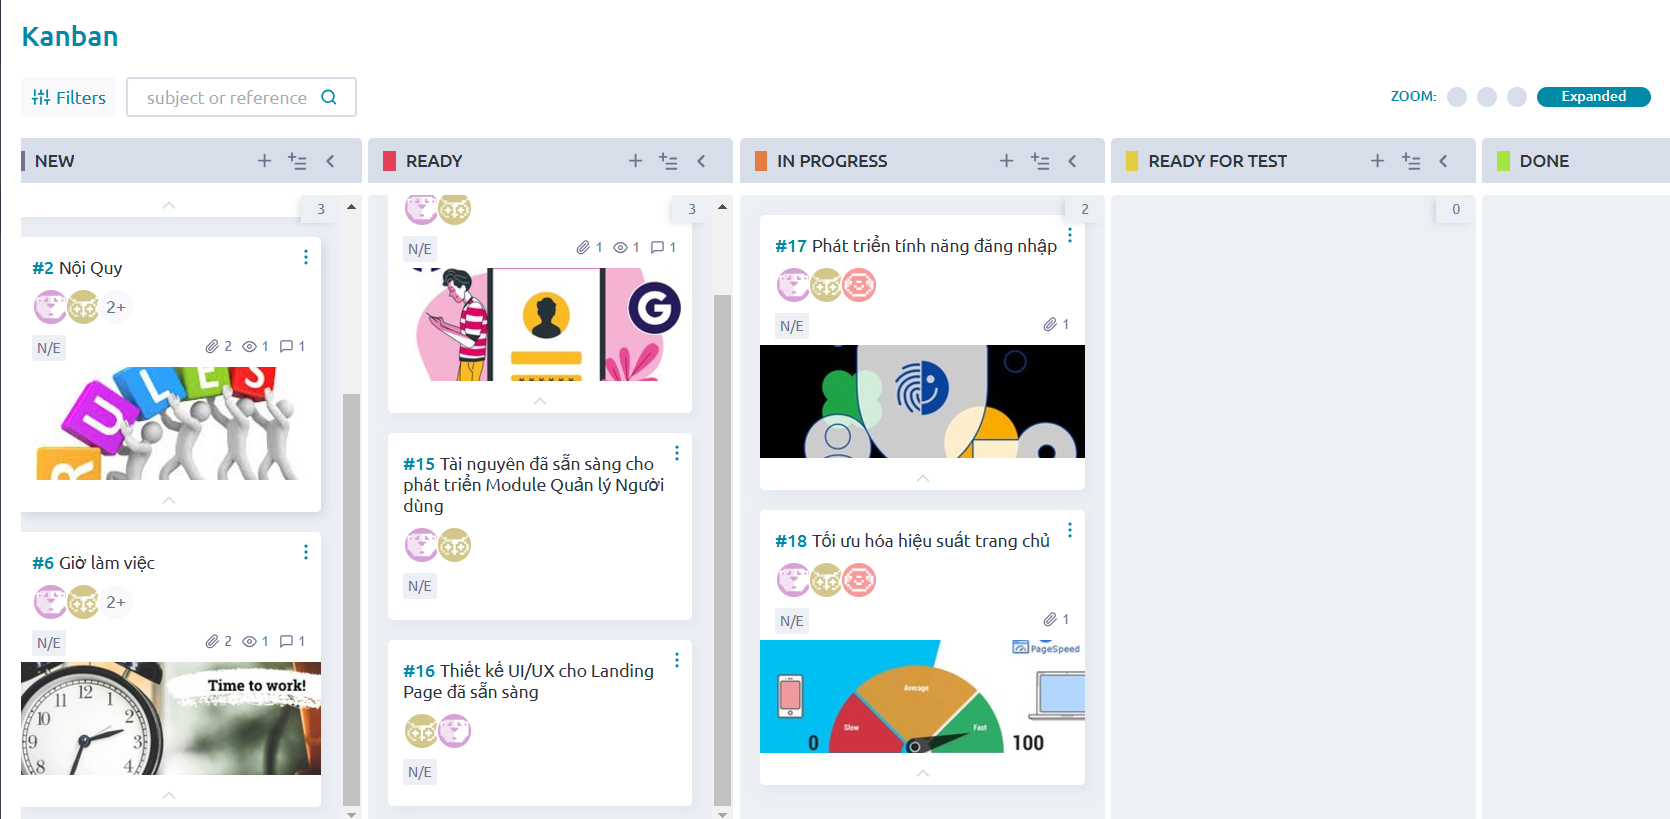 Kanban
Filters
subject or reference
ZOOM:
Expanded
NEW
READY
IN PROGRESS
READY FOR TEST
DONE
3
#2 Nội Quy
2+
N/E
2
1
1
R U L E S
3
#6 Giờ làm việc
2+
N/E
2
1
1
Time to work!
11 12 1
10 2
9 3
8 4
7 6
N/E
1
1
1
G
#15 Tài nguyên đã sẵn sàng cho
phát triển Module Quản lý Người
dùng
N/E
#16 Thiết kế UI/UX cho Landing
Page đã sẵn sàng
N/E
2
#17 Phát triển tính năng đăng nhập
N/E
1
#18 Tối ưu hóa hiệu suất trang chủ
N/E
1
PageSpeed
Average
Slow
Fast
0
100
0